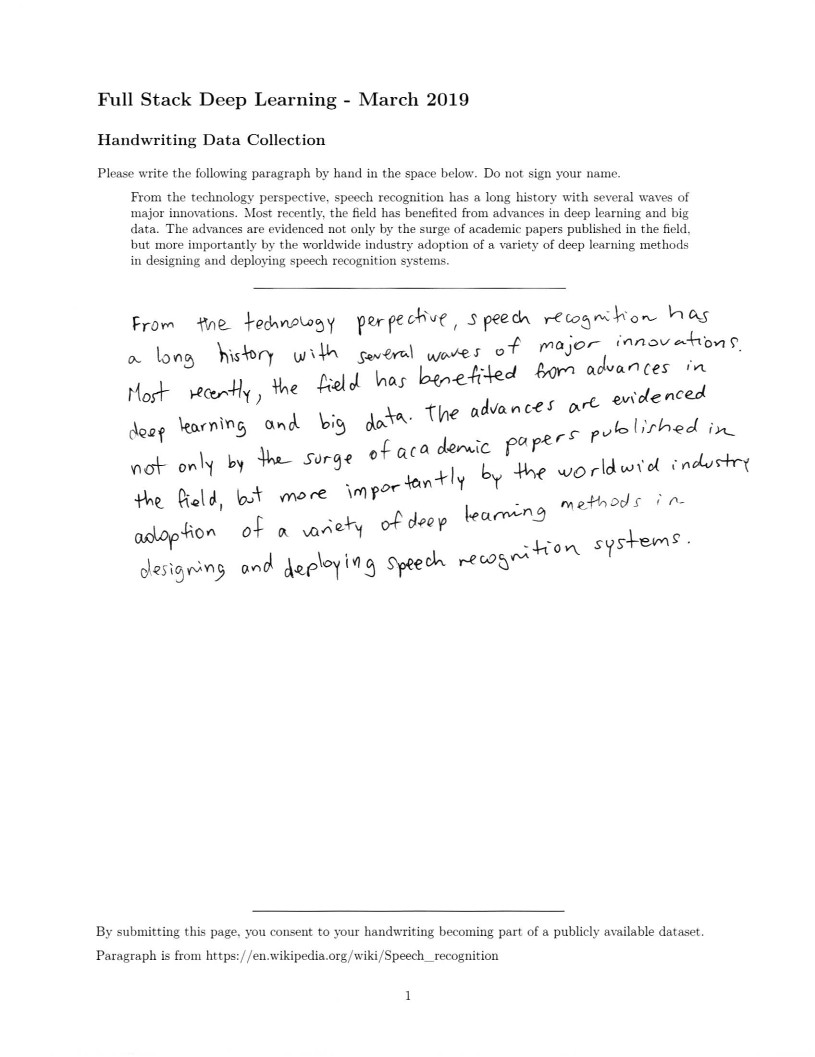 Full Stack Deep Learning - March 2019
Handwriting Data Collection
Please write the following paragraph by hand in the space below. Do not sign your name.
From the technology perspective, speech recognition has a long history with several waves of
major innovations. Most recently, the field has benefited from advances in deep learning and big
data. The advances are evidenced not only by the surge of academic papers published in the field,
but more importantly by the worldwide industry adoption of a variety of deep learning methods
in designing and deploying speech recognition systems.
From the technology perpective, speech recognition has
a long history with several waves of major innovations.
Most recently, the field has benefited from advances in
deep learning and big data. The advances are evidenced
not only by the surge of academic papers published in
the field, but more importantly by the worldwid industry
adoption of a variety of deep learning methods in
designing and deploying speech recognition systems.
By submitting this page, you consent to your handwriting becoming part of a publicly available dataset.
Paragraph is from https://en.wikipedia.org/wiki/Speech_recognition
1